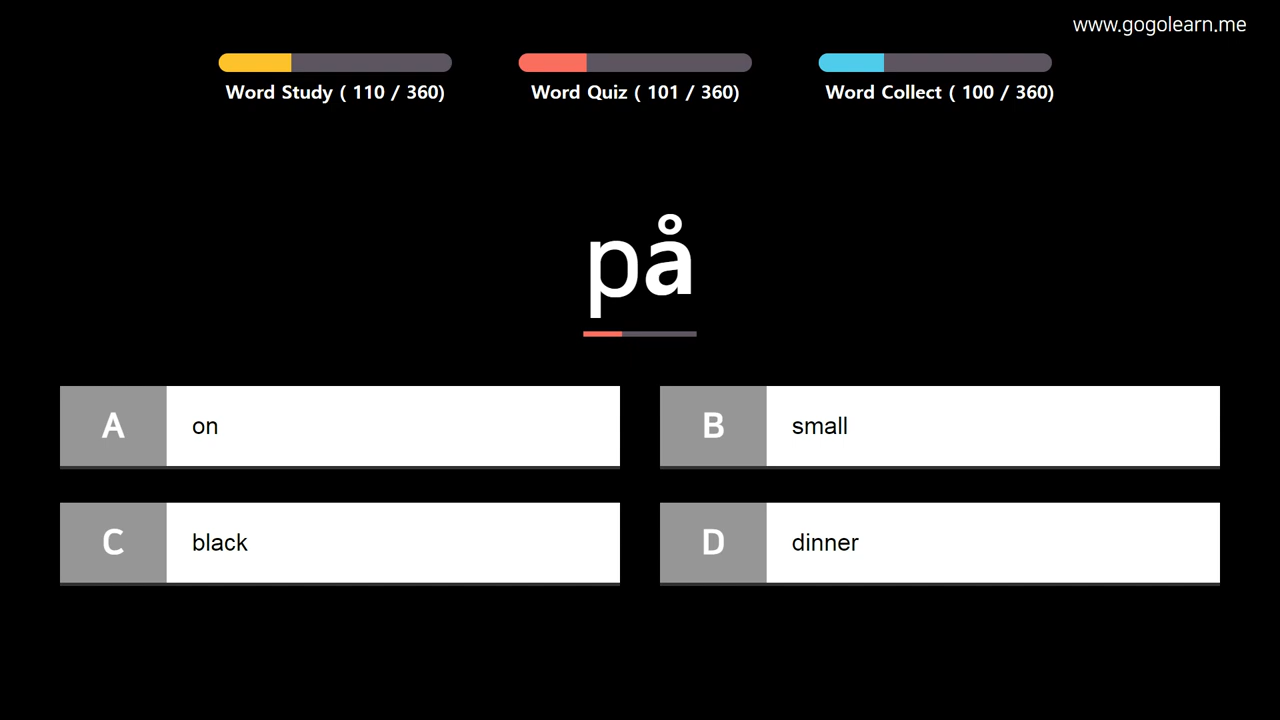 www.gogolearn.me
Word Study ( 110 / 360)
Word Quiz ( 101 / 360)
Word Collect ( 100 / 360)
på
A on
B small
C black
D dinner